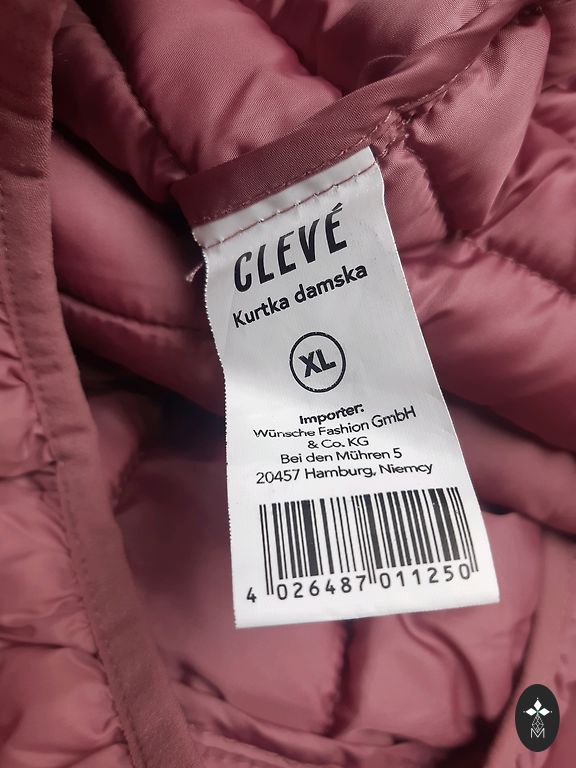 CLEVÉ
Kurtka damska
XL
Importer:
Wünsche Fashion GmbH
& Co. KG
Bei den Mühren 5
20457 Hamburg, Niemcy
4 026487 011250